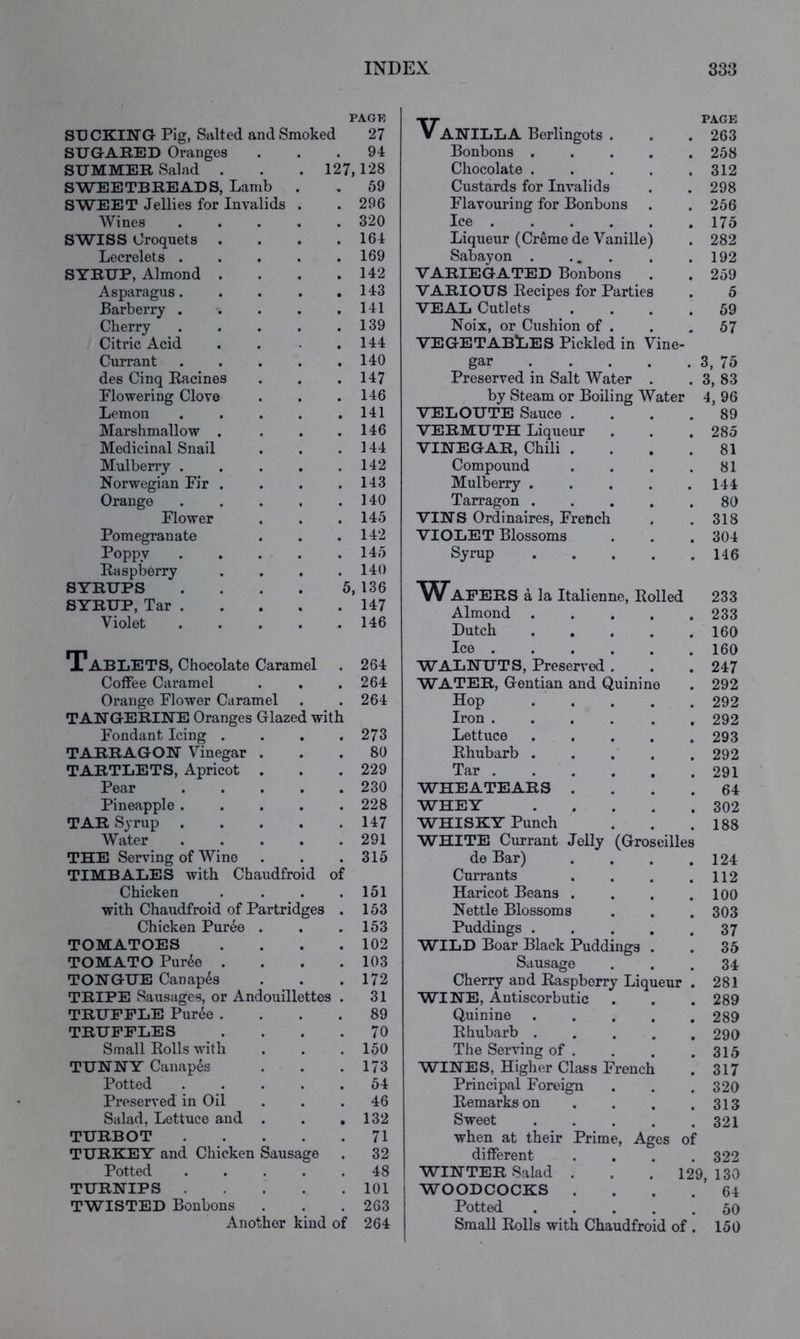 INDEX 333
PAGE
SUCKING Pig, Salted and Smoked 27
SUGARED Oranges . . . 94
SUMMER Salad . . . 127, 128
SWEETBREADS, Lamb . . 59
SWEET Jellies for Invalids . . 296
Wines . . . . . 320
SWISS Croquets . . . . 164
Lecrelets . . . . . 169
SYRUP, Almond . . . . 142
Asparagus . . . . . 143
Barberry . . . . . 141
Cherry . . . . . 139
Citric Acid . . . . 144
Currant . . . . . 140
des Cinq Racines . . . 147
Flowering Clove . . . 146
Lemon . . . . . 141
Marshmallow . . . . 146
Medicinal Snail . . . 144
Mulberry . . . . . 142
Norwegian Fir . . . . 143
Orange . . . . . 140
Flower . . . 145
Pomegranate . . . 142
Poppy . . . . . 145
Raspberry . . . . 140
SYRUPS . . . . 5, 136
SYRUP, Tar . . . . . 147
Violet . . . . . 146
TABLETS, Chocolate Caramel . 264
Coffee Caramel . . . 264
Orange Flower Caramel . . 264
TANGERINE Oranges Glazed with
Fondant Icing . . . . 273
TARRAGON Vinegar . . . 80
TARTLETS, Apricot . . . 229
Pear . . . . . 230
Pineapple . . . . . 228
TAR Syrup . . . . . 147
Water . . . . . 291
THE Serving of Wine . . . 315
TIMBALES with Chaudfroid of
Chicken . . . . 151
with Chaudfroid of Partridges . 153
Chicken Purée . . . 153
TOMATOES . . . . 102
TOMATO Purée . . . . 103
TONGUE Canapés . . . 172
TRIPE Sausages, or Andouillettes . 31
TRUFFLE Purée . . . . 89
TRUFFLES . . . . 70
Small Rolls with . . . 150
TUNNY Canapés . . . 173
Potted . . . . . 54
Preserved in Oil . . . 46
Salad, Lettuce and . . . 132
TURBOT . . . . . 71
TURKEY and Chicken Sausage . 32
Potted . . . . . 48
TURNIPS . . . . . 101
TWISTED Bonbons . . . 263
Another kind of 264
PAGE
VANILLA Berlingots . . . 263
Bonbons . . . . . 258
Chocolate . . . . . 312
Custards for Invalids . . 298
Flavouring for Bonbons . . 256
Ice . . . . . . 175
Liqueur (Crême de Vanille) . 282
Sabayon . . . . . 192
VARIEGATED Bonbons . . 259
VARIOUS Recipes for Parties . 5
VEAL Cutlets . . . . 59
Noix, or Cushion of . . . 57
VEGETABLES Pickled in Vine-
gar . . . . . 3, 75
Preserved in Salt Water . . 3, 83
by Steam or Boiling Water 4, 96
VELOUTE Sauce . . . . 89
VERMUTH Liqueur . . . 285
VINEGAR, Chili . . . . 81
Compound . . . . 81
Mulberry . . . . . 144
Tarragon . . . . . 80
VINS Ordinaires, French . . 318
VIOLET Blossoms . . . 304
Syrup . . . . . 146
WAFERS à la Italienne, Rolled 233
Almond . . . . . 233
Dutch . . . . . 160
Ice . . . . . . 160
WALNUTS, Preserved . . . 247
WATER, Gentian and Quinine . 292
Hop . . . . . 292
Iron . . . . . . 292
Lettuce . . . . . 293
Rhubarb . . . . . 292
Tar . . . . . . 291
WHEATEARS . . . . 64
WHEY . . . . . 302
WHISKY Punch . . . 188
WHITE Currant Jelly (Groseilles
de Bar) . . . . 124
Currants . . . . 112
Haricot Beans . . . . 100
Nettle Blossoms . . . 303
Puddings . . . . . 37
WILD Boar Black Puddings . . 35
Sausage . . . 34
Cherry and Raspberry Liqueur . 281
WINE, Antiscorbutic . . . 289
Quinine . . . . . 289
Rhubarb . . . . . 290
The Serving of . . . . 315
WINES, Higher Class French . 317
Principal Foreign . . . 320
Remarks on . . . . 313
Sweet . . . . . 321
when at their Prime, Ages of
different . . . . 322
WINTER Salad . . . 129, 130
WOODCOCKS . . . . 64
Potted . . . . . 50
Small Rolls with Chaudfroid of . 150